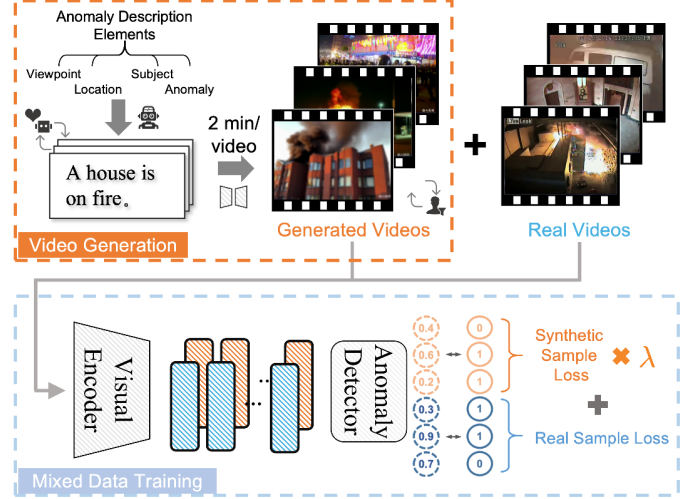 Anomaly Description
Elements
Viewpoint
Subject
Location
Anomaly
A house is
on fire。
2 min/
video
Generated Videos
Real Videos
LiveLeak
Video Generation
Visual
Encoder
...
...
Anomaly
Detector
0.4
0
0.6
1
0.2
1
0.3
1
0.9
1
0.7
0
Synthetic
Sample
Loss
λ
Real Sample Loss
Mixed Data Training